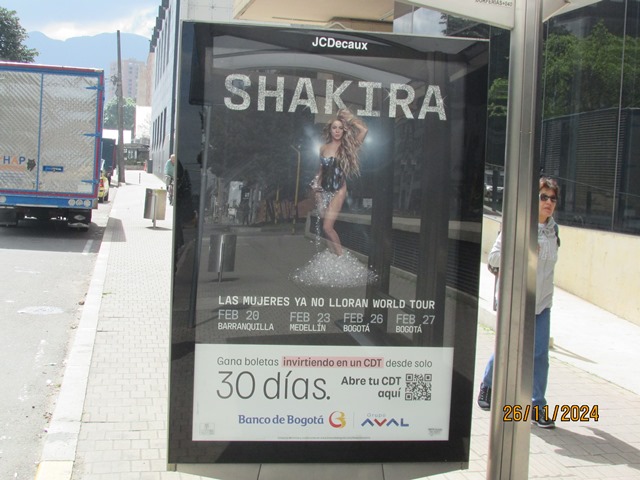 JCDecaux
SHAKIRA
LAS MUJERES YA NO LLORAN WORLD TOUR
FEB 20 FEB 23 FEB 26 FEB 27
BARRANQUILLA MEDELLÍN BOGOTÁ BOGOTÁ
Gana boletas invirtiendo en un CDT desde solo
30 días.
Abre tu CDT
aquí
Banco de Bogotá
Grupo
AVAL
26/11/2024